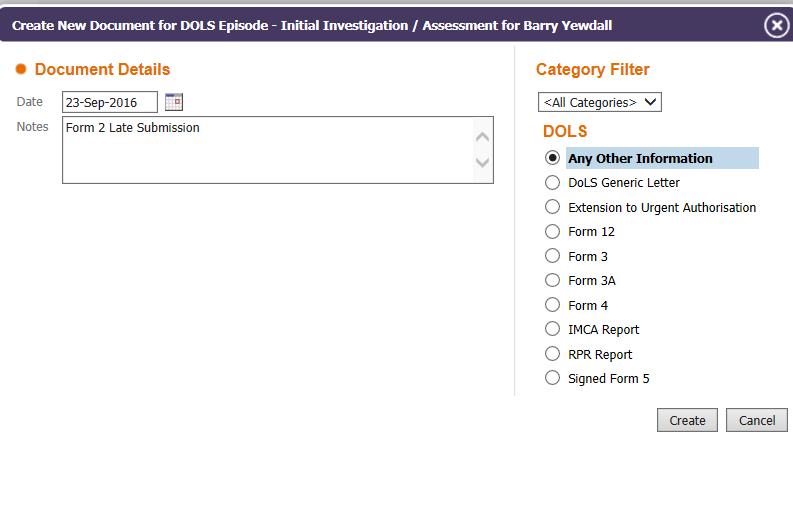 Create New Document for DOLS Episode - Initial Investigation / Assessment for Barry Yewdall
Document Details
Date
23-Sep-2016
Notes
Form 2 Late Submission
Category Filter
<All Categories>
DOLS
Any Other Information
DoLS Generic Letter
Extension to Urgent Authorisation
Form 12
Form 3
Form 3A
Form 4
IMCA Report
RPR Report
Signed Form 5
Create
Cancel